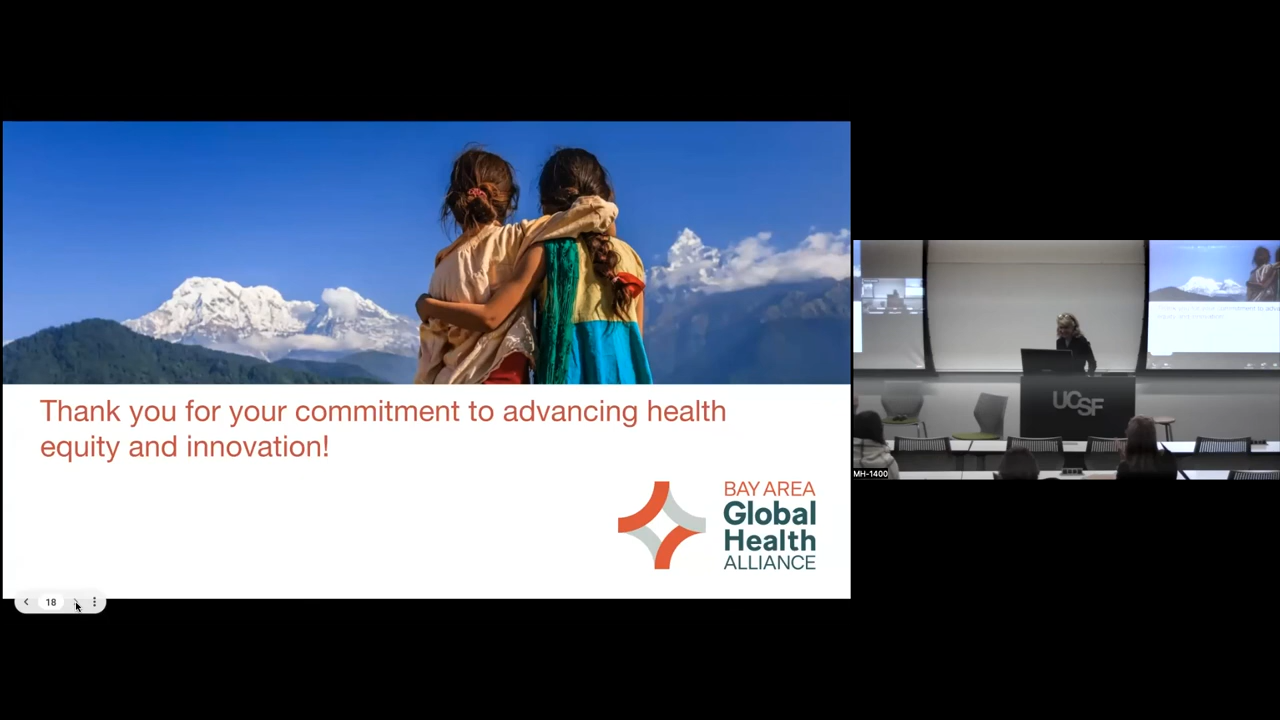 Thank you for your commitment to advancing health
equity and innovation!
BAY AREA
Global
Health
ALLIANCE
18
UCSF
MH-1400